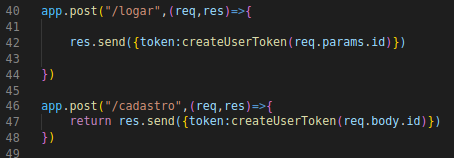 40 app.post("/logar",(req,res)=>{
41
42 res.send({token:createUserToken(req.params.id)})
43
44 })
45
46 app.post("/cadastro",(req,res)=>{
47 return res.send({token:createUserToken(req.body.id)})
48 })
49